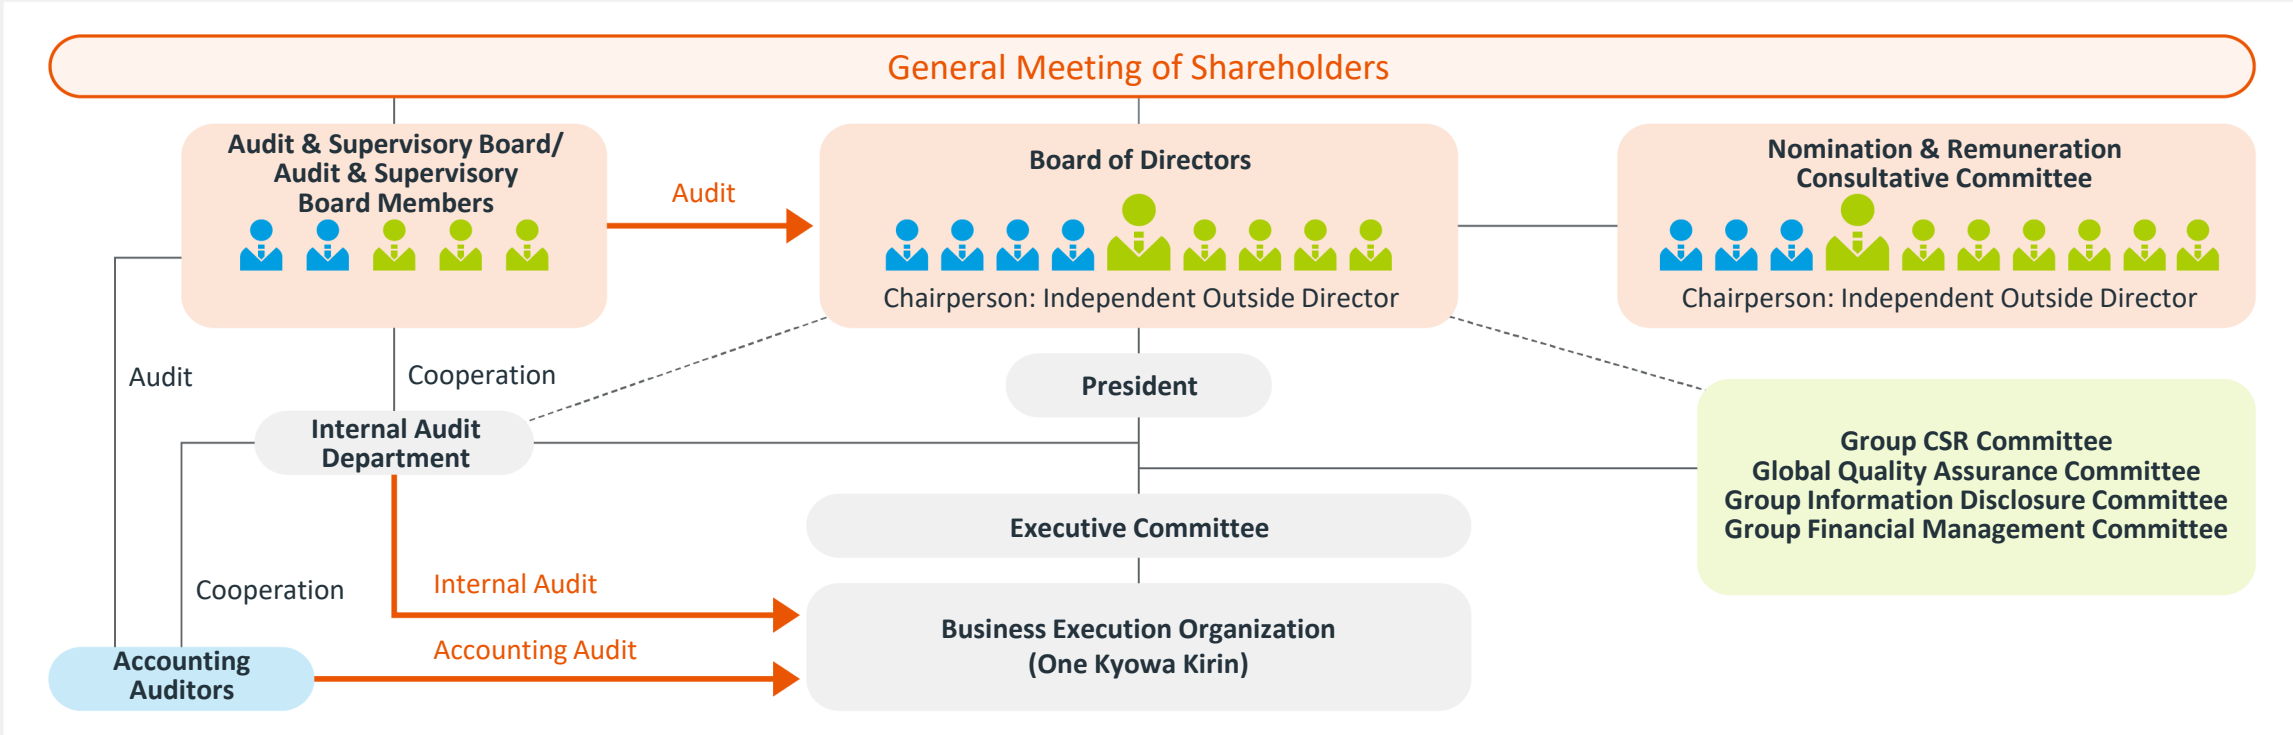 General Meeting of Shareholders
Audit & Supervisory Board/
Audit & Supervisory
Board Members
Audit
Board of Directors
Chairperson: Independent Outside Director
Nomination & Remuneration
Consultative Committee
Chairperson: Independent Outside Director
Audit
Cooperation
President
Internal Audit
Department
Group CSR Committee
Global Quality Assurance Committee
Group Information Disclosure Committee
Group Financial Management Committee
Executive Committee
Cooperation
Internal Audit
Accounting Audit
Business Execution Organization
(One Kyowa Kirin)
Accounting
Auditors